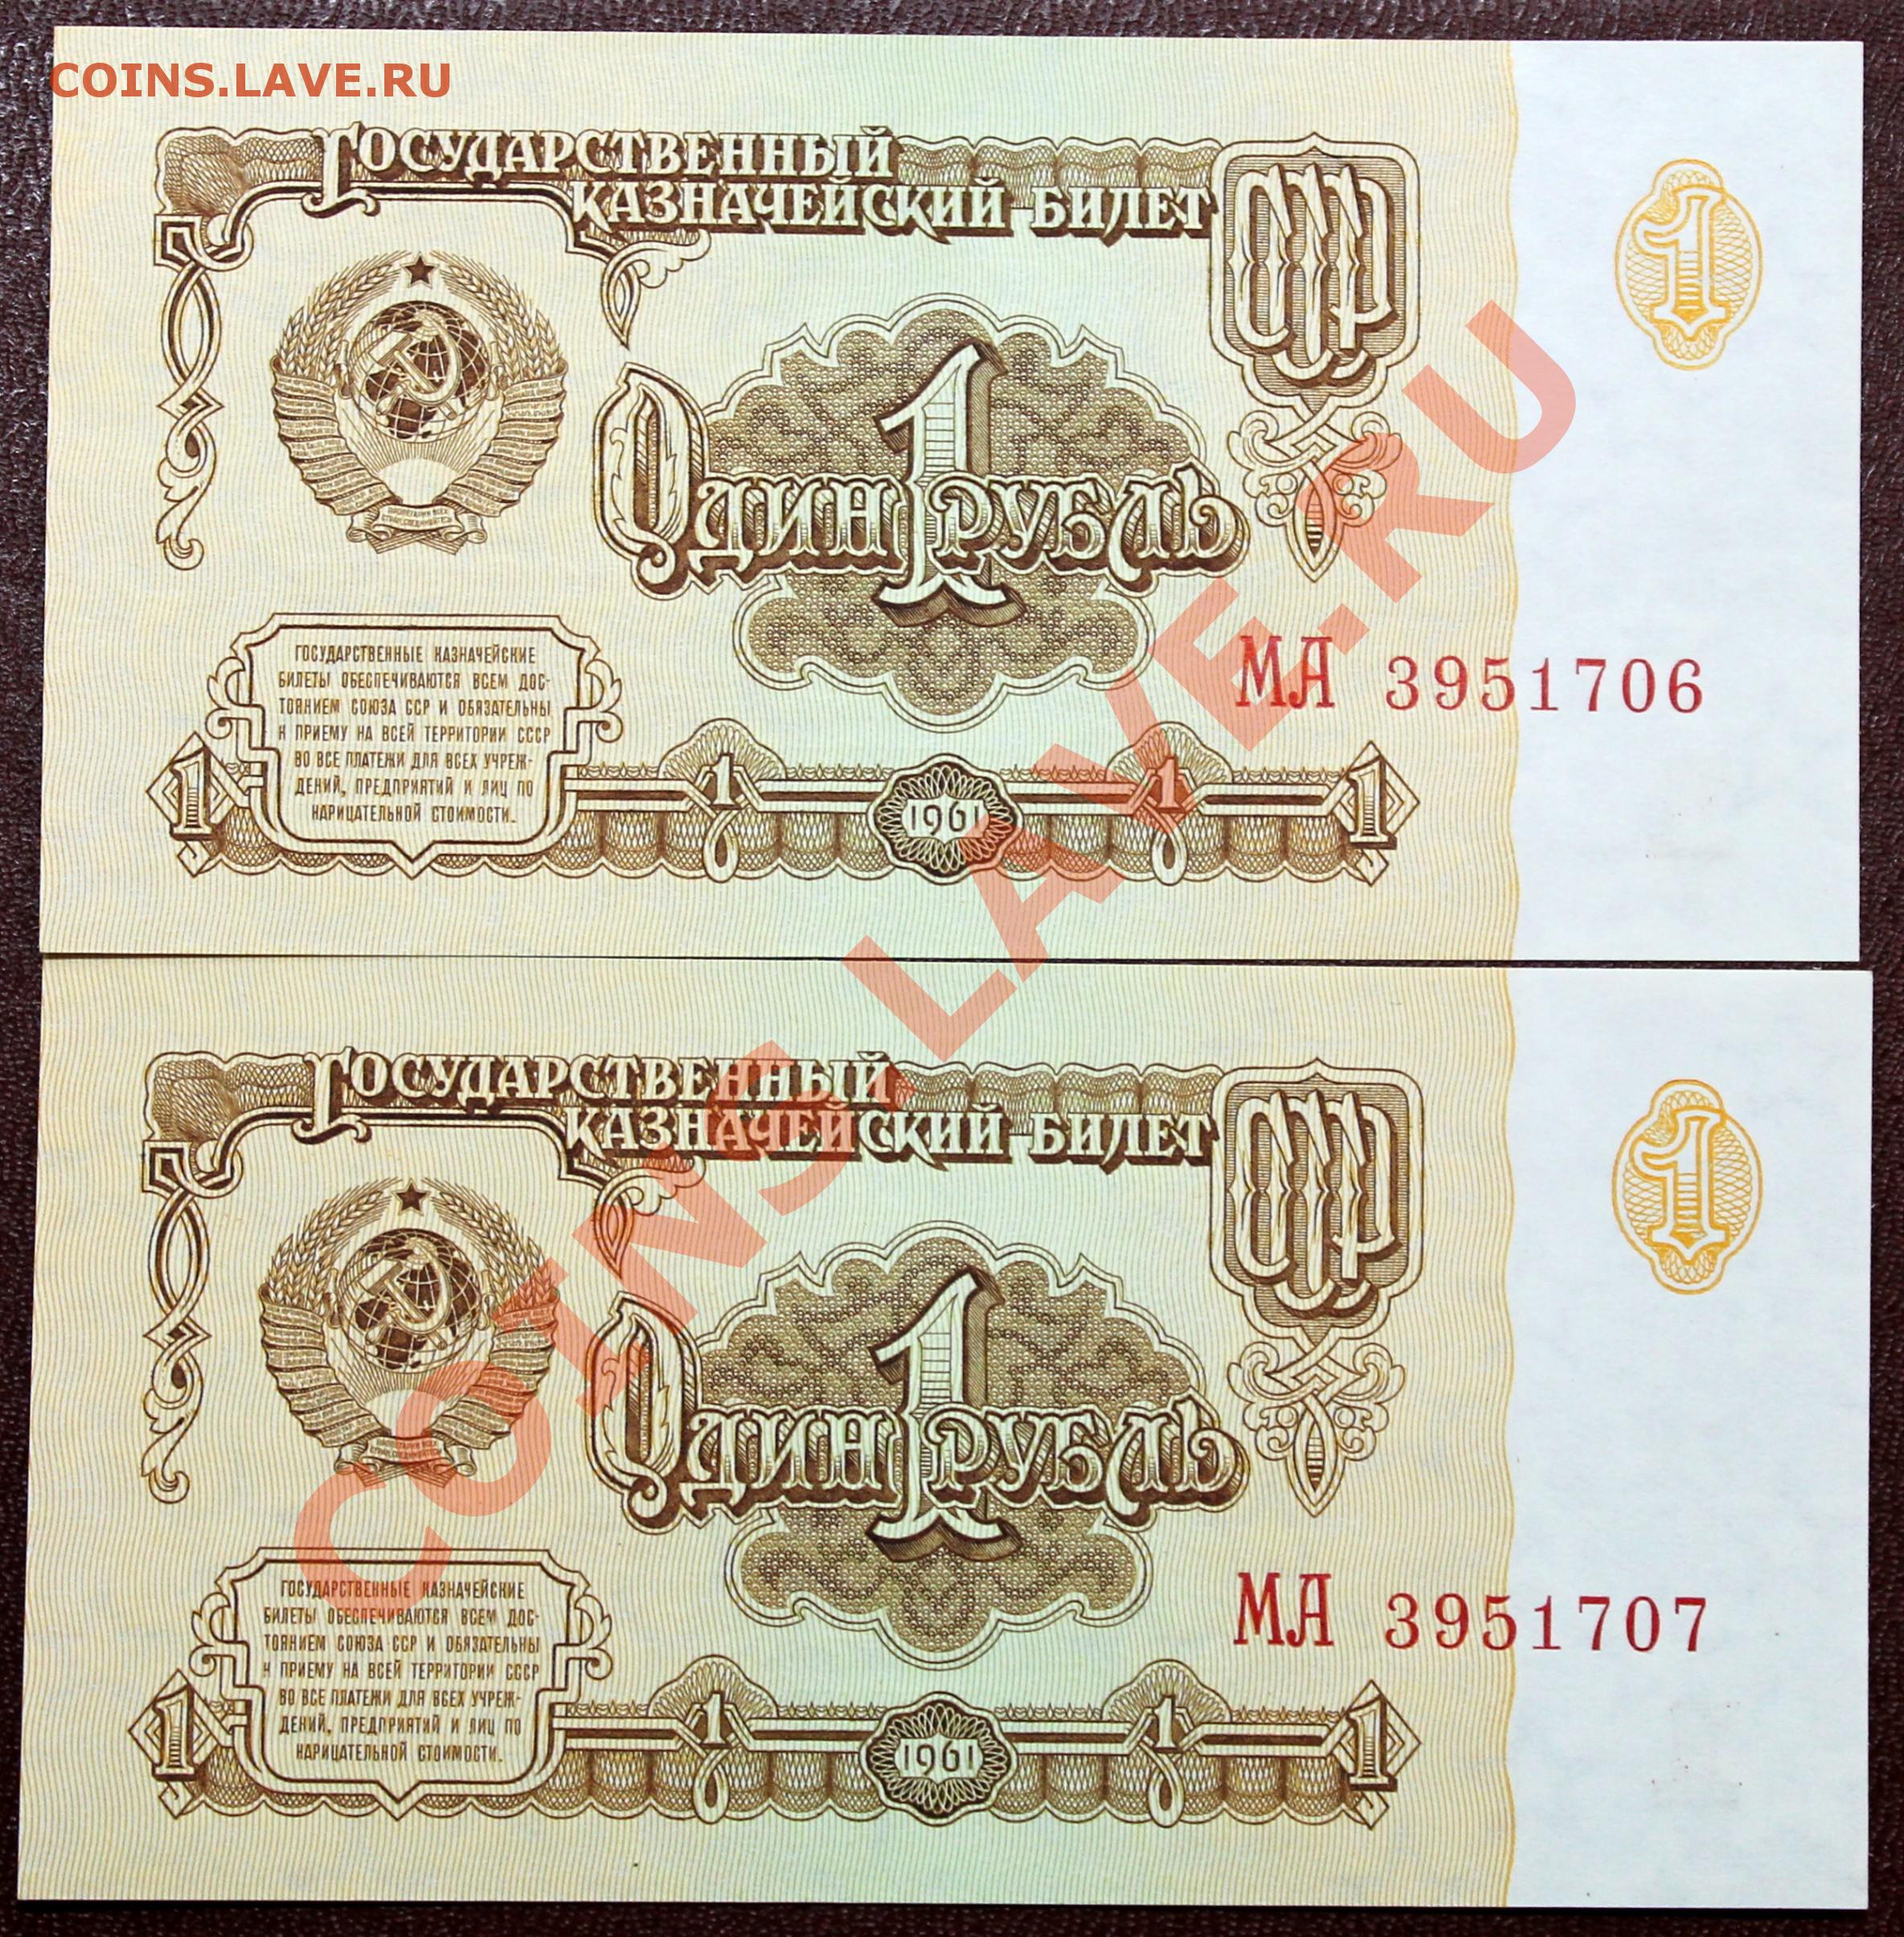 COINS.LAVE.RU
ГОСУДАРСТВЕННЫЙ
КАЗНАЧЕЙСКИЙ БИЛЕТ
СССР
1
1
ОДИН РУБЛЬ
МА 3951706
ГОСУДАРСТВЕННЫЕ КАЗНАЧЕЙСКИЕ
БИЛЕТЫ ОБЕСПЕЧИВАЮТСЯ ВСЕМ ДОС-
ТОЯНИЕМ СОЮЗА ССР И ОБЯЗАТЕЛЬНЫ
К ПРИЕМУ НА ВСЕЙ ТЕРРИТОРИИ СССР
ВО ВСЕ ПЛАТЕЖИ ДЛЯ ВСЕХ УЧРЕЖ-
ДЕНИЙ, ПРЕДПРИЯТИЙ И ЛИЦ ПО
НАРИЦАТЕЛЬНОЙ СТОИМОСТИ.
1 1 1961 1 1
COINS.LAVE.RU
ГОСУДАРСТВЕННЫЙ
КАЗНАЧЕЙСКИЙ БИЛЕТ
СССР
1
1
ОДИН РУБЛЬ
МА 3951707
ГОСУДАРСТВЕННЫЕ КАЗНАЧЕЙСКИЕ
БИЛЕТЫ ОБЕСПЕЧИВАЮТСЯ ВСЕМ ДОС-
ТОЯНИЕМ СОЮЗА ССР И ОБЯЗАТЕЛЬНЫ
К ПРИЕМУ НА ВСЕЙ ТЕРРИТОРИИ СССР
ВО ВСЕ ПЛАТЕЖИ ДЛЯ ВСЕХ УЧРЕЖ-
ДЕНИЙ, ПРЕДПРИЯТИЙ И ЛИЦ ПО
НАРИЦАТЕЛЬНОЙ СТОИМОСТИ.
1 1 1961 1 1